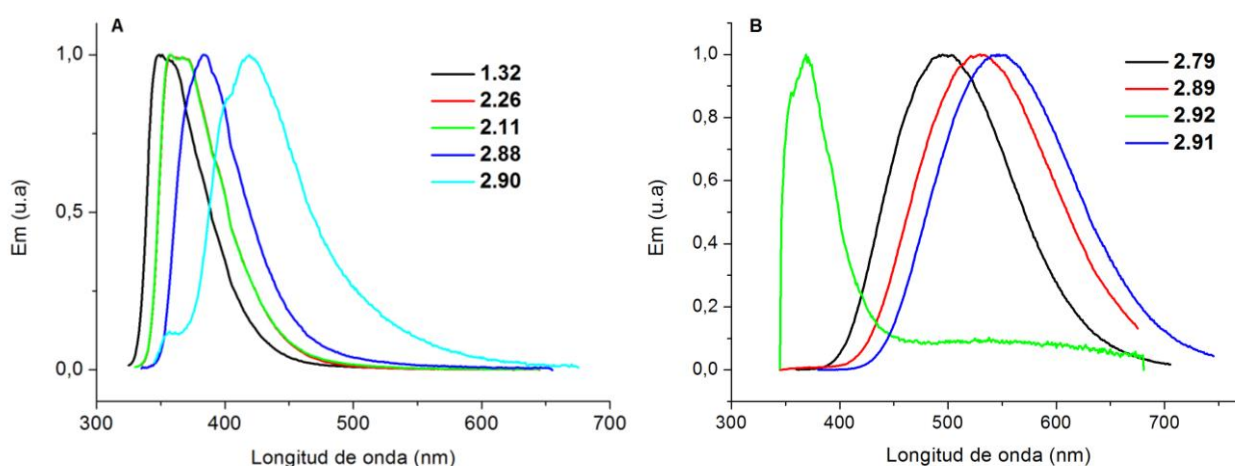 A
1,0
0,5
0,0
Em (u.a)
300 400 500 600 700
Longitud de onda (nm)
1.32
2.26
2.11
2.88
2.90
B
1,0
0,8
0,6
0,4
0,2
0,0
Em (u.a)
300 400 500 600 700
Longitud de onda (nm)
2.79
2.89
2.92
2.91